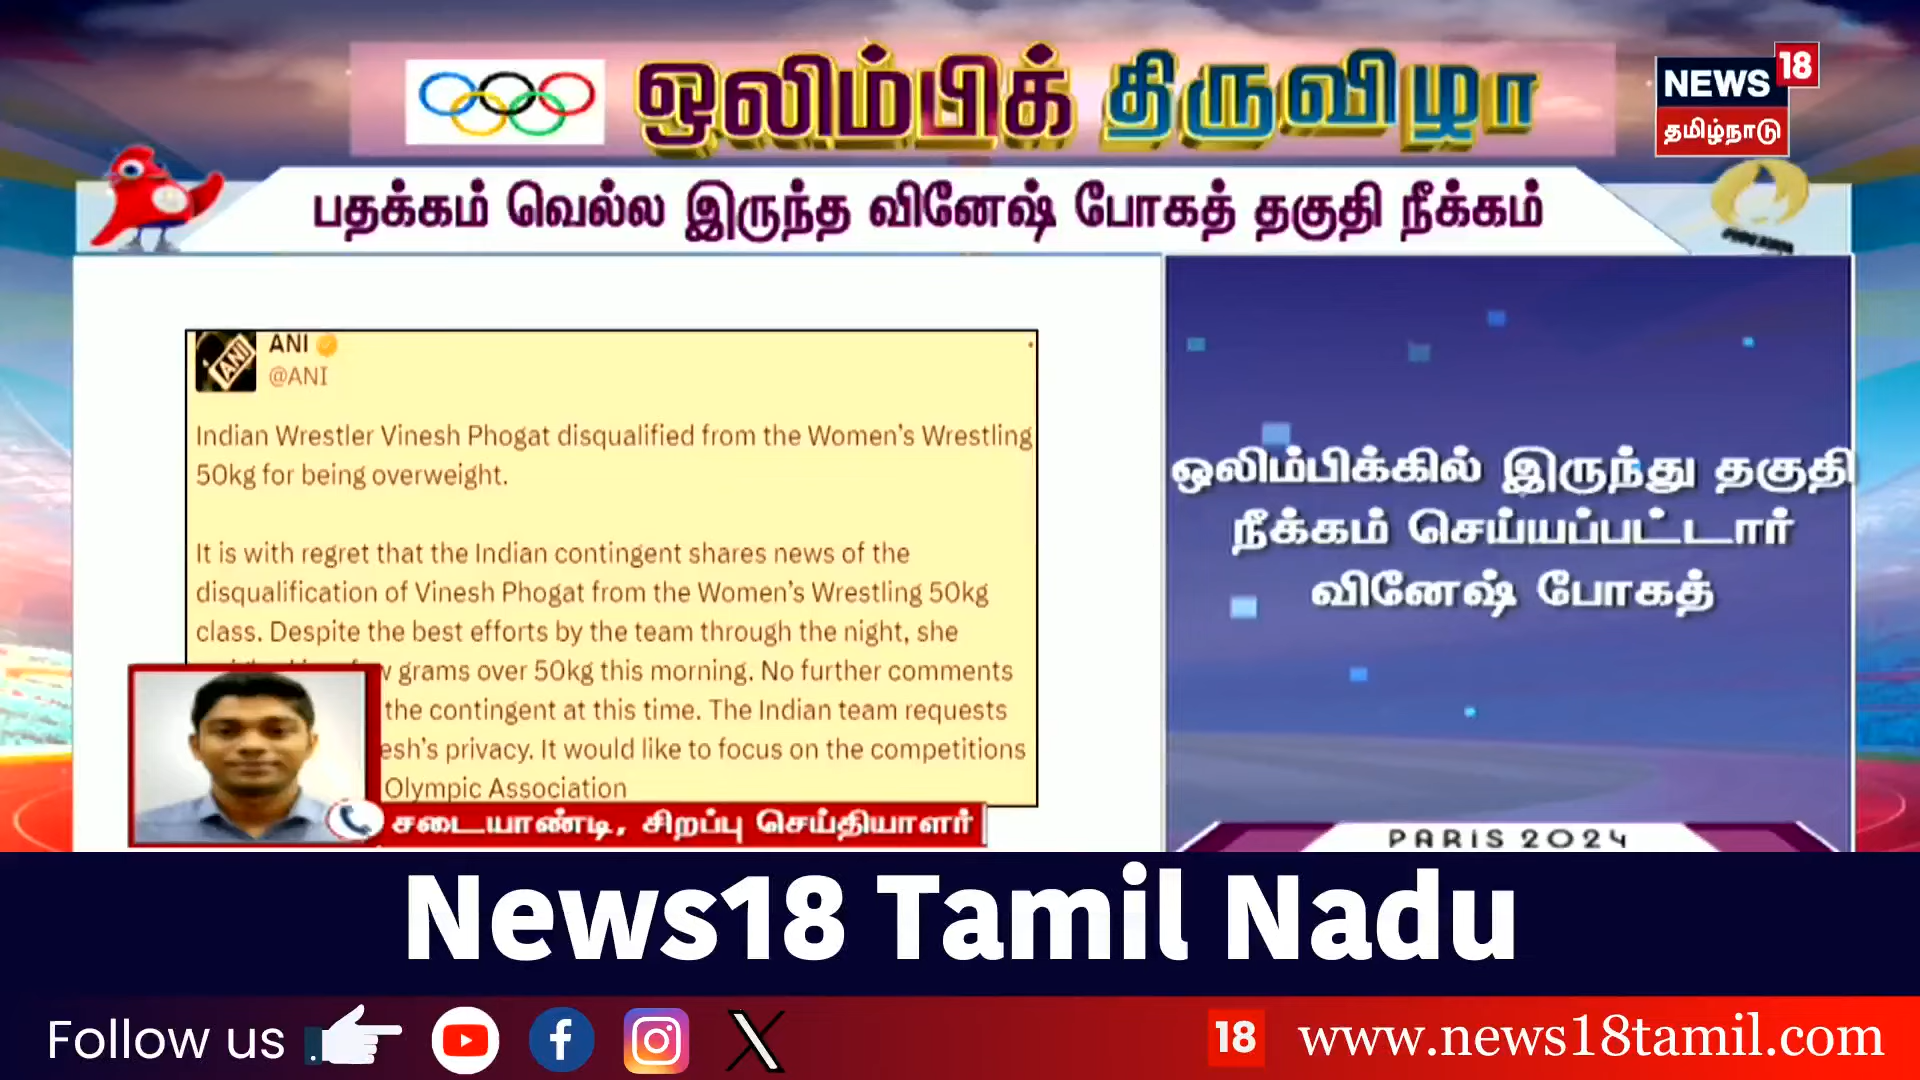 ஒலிம்பிக் திருவிழா
NEWS 18
தமிழ்நாடு
பதக்கம் வெல்ல இருந்த வினேஷ் போகத் தகுதி நீக்கம்
ANI
ANI
@ANI
Indian Wrestler Vinesh Phogat disqualified from the Women’s Wrestling
50kg for being overweight.
It is with regret that the Indian contingent shares news of the
disqualification of Vinesh Phogat from the Women’s Wrestling 50kg
class. Despite the best efforts by the team through the night, she
grams over 50kg this morning. No further comments
the contingent at this time. The Indian team requests
privacy. It would like to focus on the competitions
Olympic Association
சடையாண்டி, சிறப்பு செய்தியாளர்
ஒலிம்பிக்கில் இருந்து தகுதி
நீக்கம் செய்யப்பட்டார்
வினேஷ் போகத்
PARIS 2024
News18 Tamil Nadu
Follow us
18 www.news18tamil.com